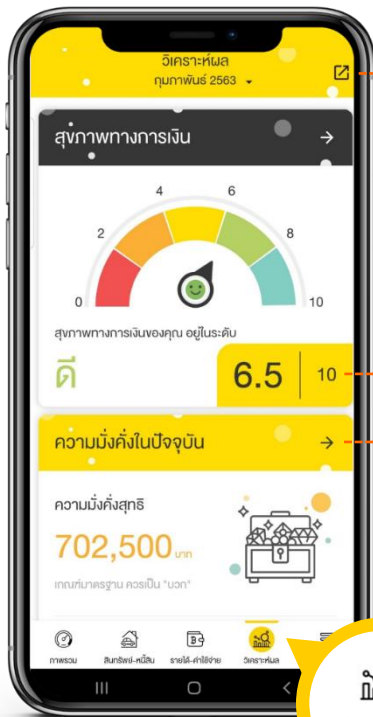 วิเคราะห์ผล
กุมภาพันธ์ 2563
สุขภาพทางการเงิน
4 6
2 8
0 10
สุขภาพทางการเงินของคุณ อยู่ในระดับ
ดี 6.5 10
ความมั่งคั่งในปัจจุบัน
ความมั่งคั่งสุทธิ
702,500 บาท
เกณฑ์มาตรฐาน ควรเป็น "บวก"
ภาพรวม สินทรัพย์-หนี้สิน รายได้-ค่าใช้จ่าย วิเคราะห์ผล